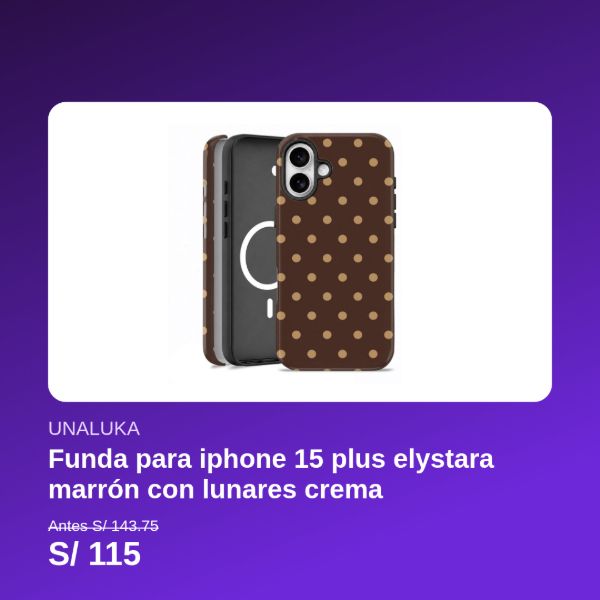 UNALUKA
Funda para iphone 15 plus elystara
marrón con lunares crema
Antes S/ 143.75
S/ 115